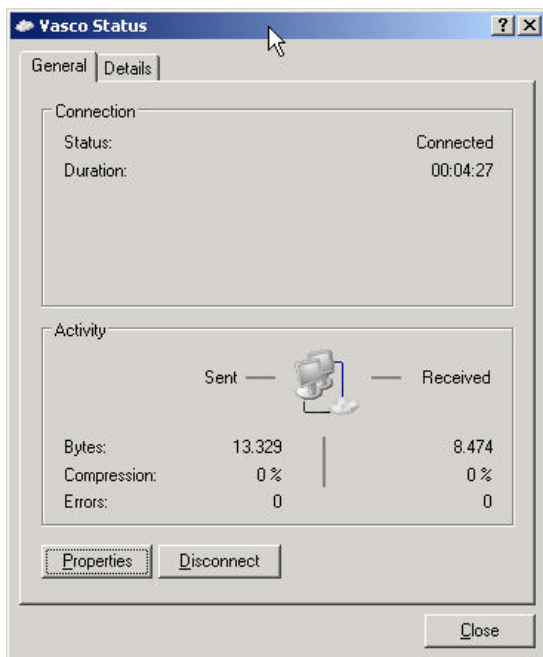 Vasco Status
General Details
Connection
Status: Connected
Duration: 00:04:27
Activity
Sent Received
Bytes: 13.329 8.474
Compression: 0 % 0 %
Errors: 0 0
Properties Disconnect
Close